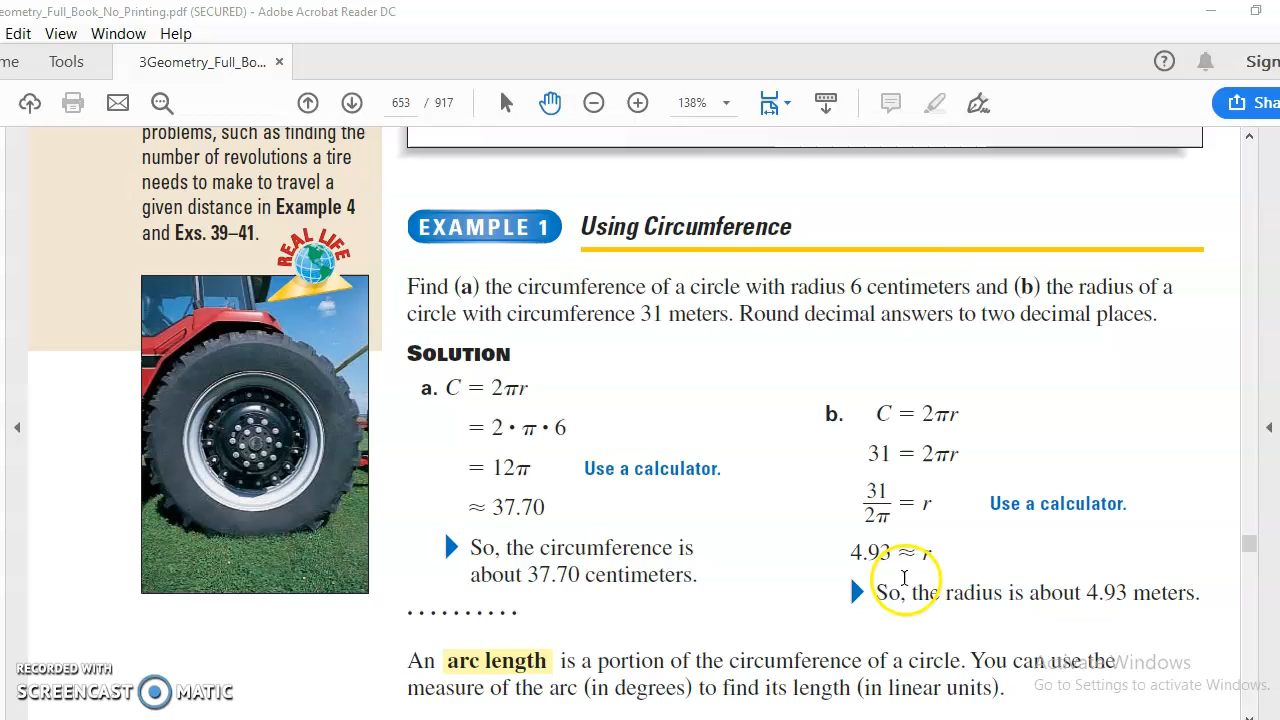 eometry_Full_Book_No_Printing.pdf (SECURED) - Adobe Acrobat Reader DC
Edit View Window Help
me Tools 3Geometry_Full_Bo... × Sign
653 / 917 138% Sha
problems, such as finding the
number of revolutions a tire
needs to make to travel a
given distance in Example 4
and Exs. 39–41.
REAL LIFE
EXAMPLE 1 Using Circumference
Find (a) the circumference of a circle with radius 6 centimeters and (b) the radius of a
circle with circumference 31 meters. Round decimal answers to two decimal places.
SOLUTION
a. C = 2πr
= 2 • π • 6
= 12π Use a calculator.
≈ 37.70
So, the circumference is
about 37.70 centimeters.
b. C = 2πr
31 = 2πr
31/2π = r Use a calculator.
4.93 ≈ r
So, the radius is about 4.93 meters.
. . . . . . . . . .
An arc length is a portion of the circumference of a circle. You can use the
measure of the arc (in degrees) to find its length (in linear units).
Activate Windows
Go to Settings to activate Windows.
RECORDED WITH
SCREENCAST MATIC